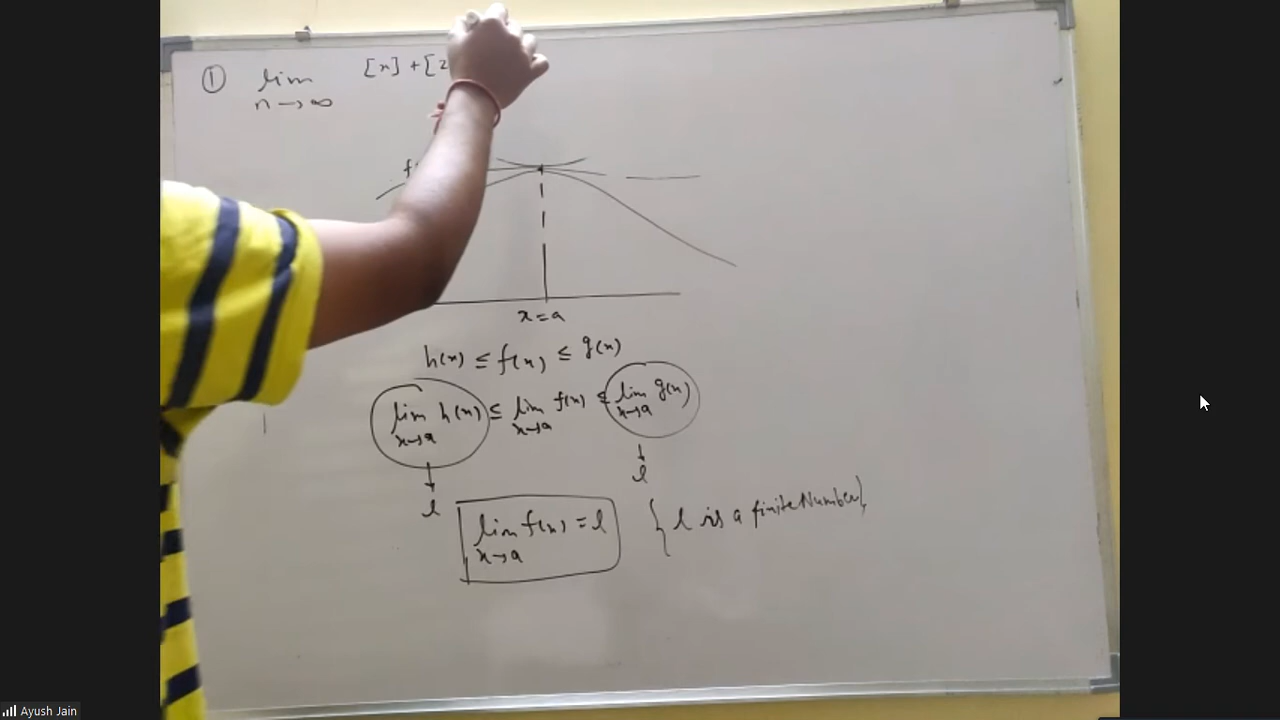 ① lim [x] + [2
n → ∞
f
x = a
h(x) ≤ f(x) ≤ g(x)
lim h(x) ≤ lim f(x) ≤ lim g(x)
x→a x→a x→a
l l
lim f(x) = l { l is a finite Number }
x→a
Ayush Jain